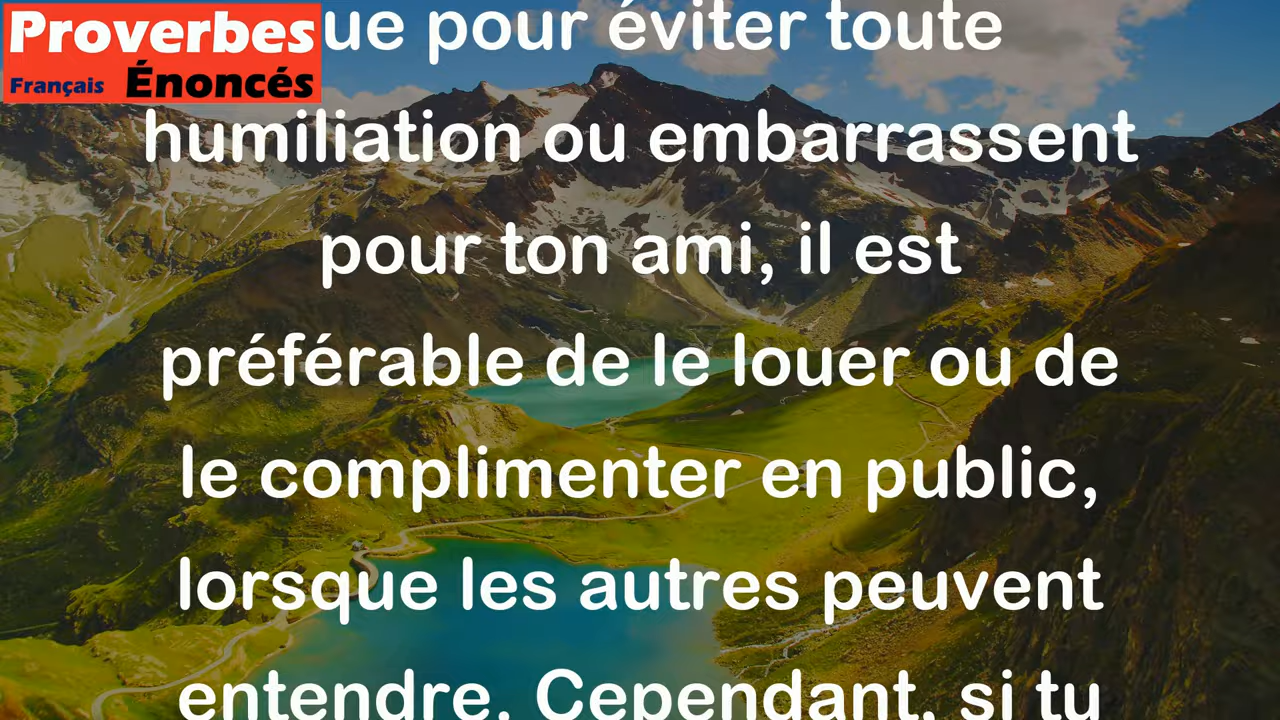 Proverbes
Français Énoncés
ue pour éviter toute
humiliation ou embarrassent
pour ton ami, il est
préférable de le louer ou de
le complimenter en public,
lorsque les autres peuvent
entendre. Cependant, si tu